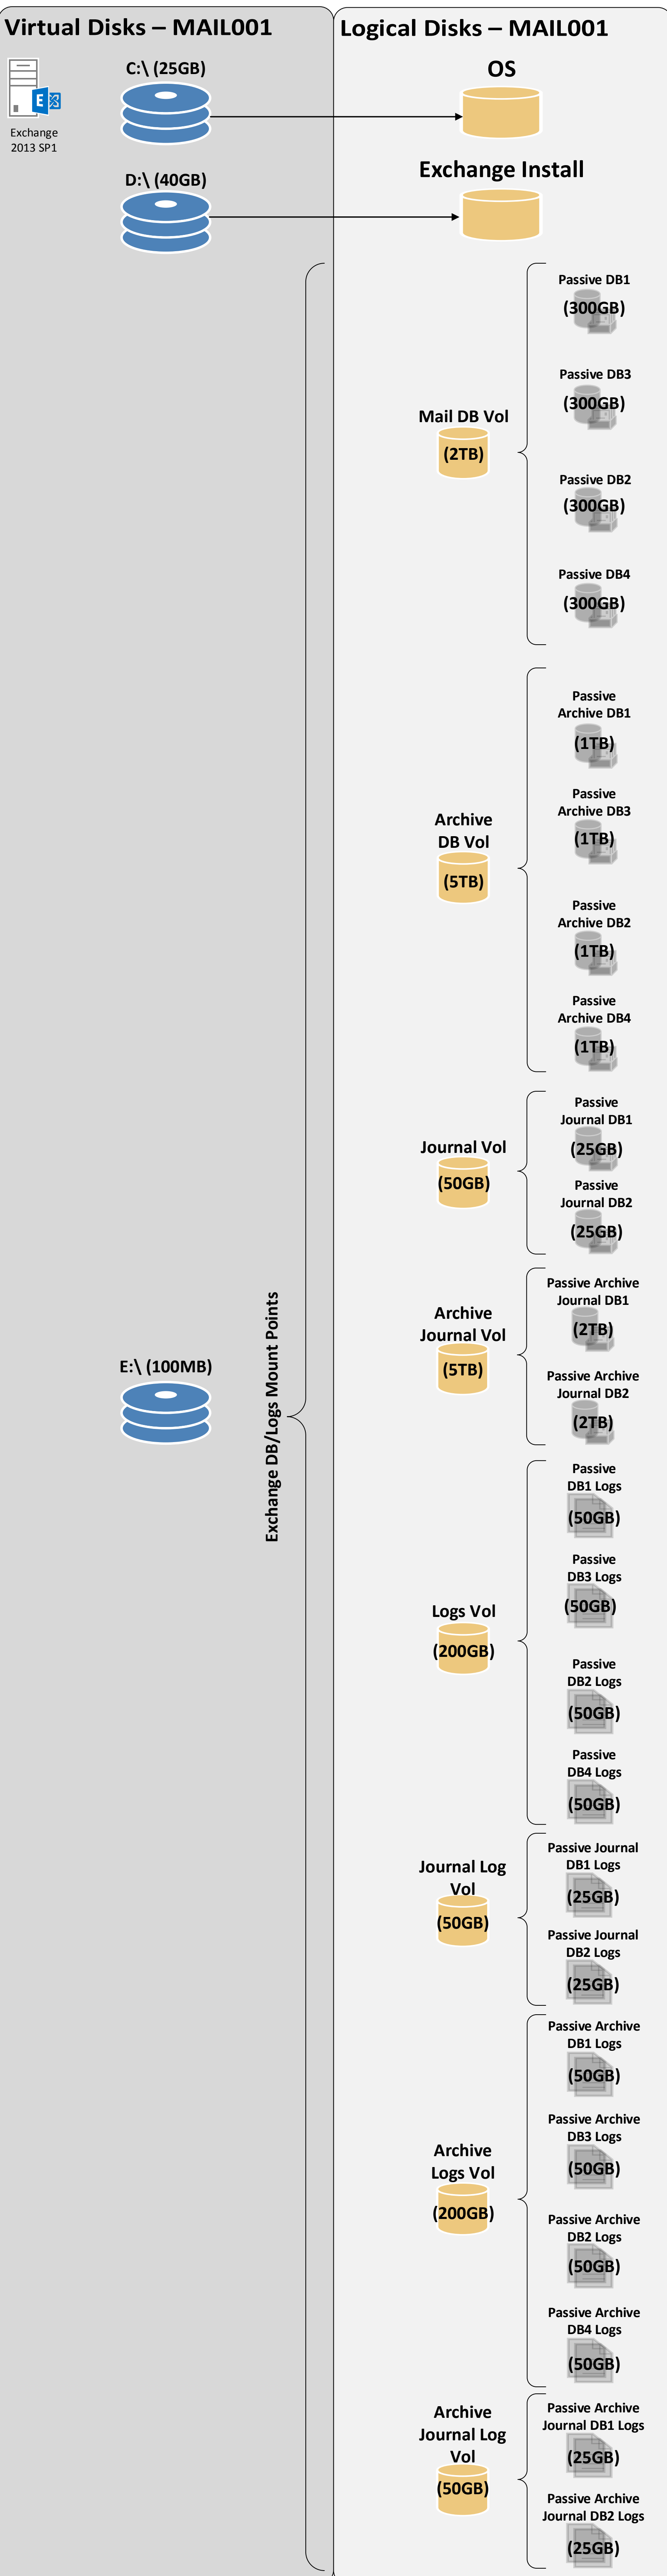 Virtual Disks – MAIL001
Logical Disks – MAIL001
Exchange
2013 SP1
C:\ (25GB)
OS
D:\ (40GB)
Exchange Install
E:\ (100MB)
Exchange DB/Logs Mount Points
Mail DB Vol
(2TB)
Passive DB1
(300GB)
Passive DB3
(300GB)
Passive DB2
(300GB)
Passive DB4
(300GB)
Archive
DB Vol
(5TB)
Passive
Archive DB1
(1TB)
Passive
Archive DB3
(1TB)
Passive
Archive DB2
(1TB)
Passive
Archive DB4
(1TB)
Journal Vol
(50GB)
Passive
Journal DB1
(25GB)
Passive
Journal DB2
(25GB)
Archive
Journal Vol
(5TB)
Passive Archive
Journal DB1
(2TB)
Passive Archive
Journal DB2
(2TB)
Logs Vol
(200GB)
Passive
DB1 Logs
(50GB)
Passive
DB3 Logs
(50GB)
Passive
DB2 Logs
(50GB)
Passive
DB4 Logs
(50GB)
Journal Log
Vol
(50GB)
Passive Journal
DB1 Logs
(25GB)
Passive Journal
DB2 Logs
(25GB)
Archive
Logs Vol
(200GB)
Passive Archive
DB1 Logs
(50GB)
Passive Archive
DB3 Logs
(50GB)
Passive Archive
DB2 Logs
(50GB)
Passive Archive
DB4 Logs
(50GB)
Archive
Journal Log
Vol
(50GB)
Passive Archive
Journal DB1 Logs
(25GB)
Passive Archive
Journal DB2 Logs
(25GB)